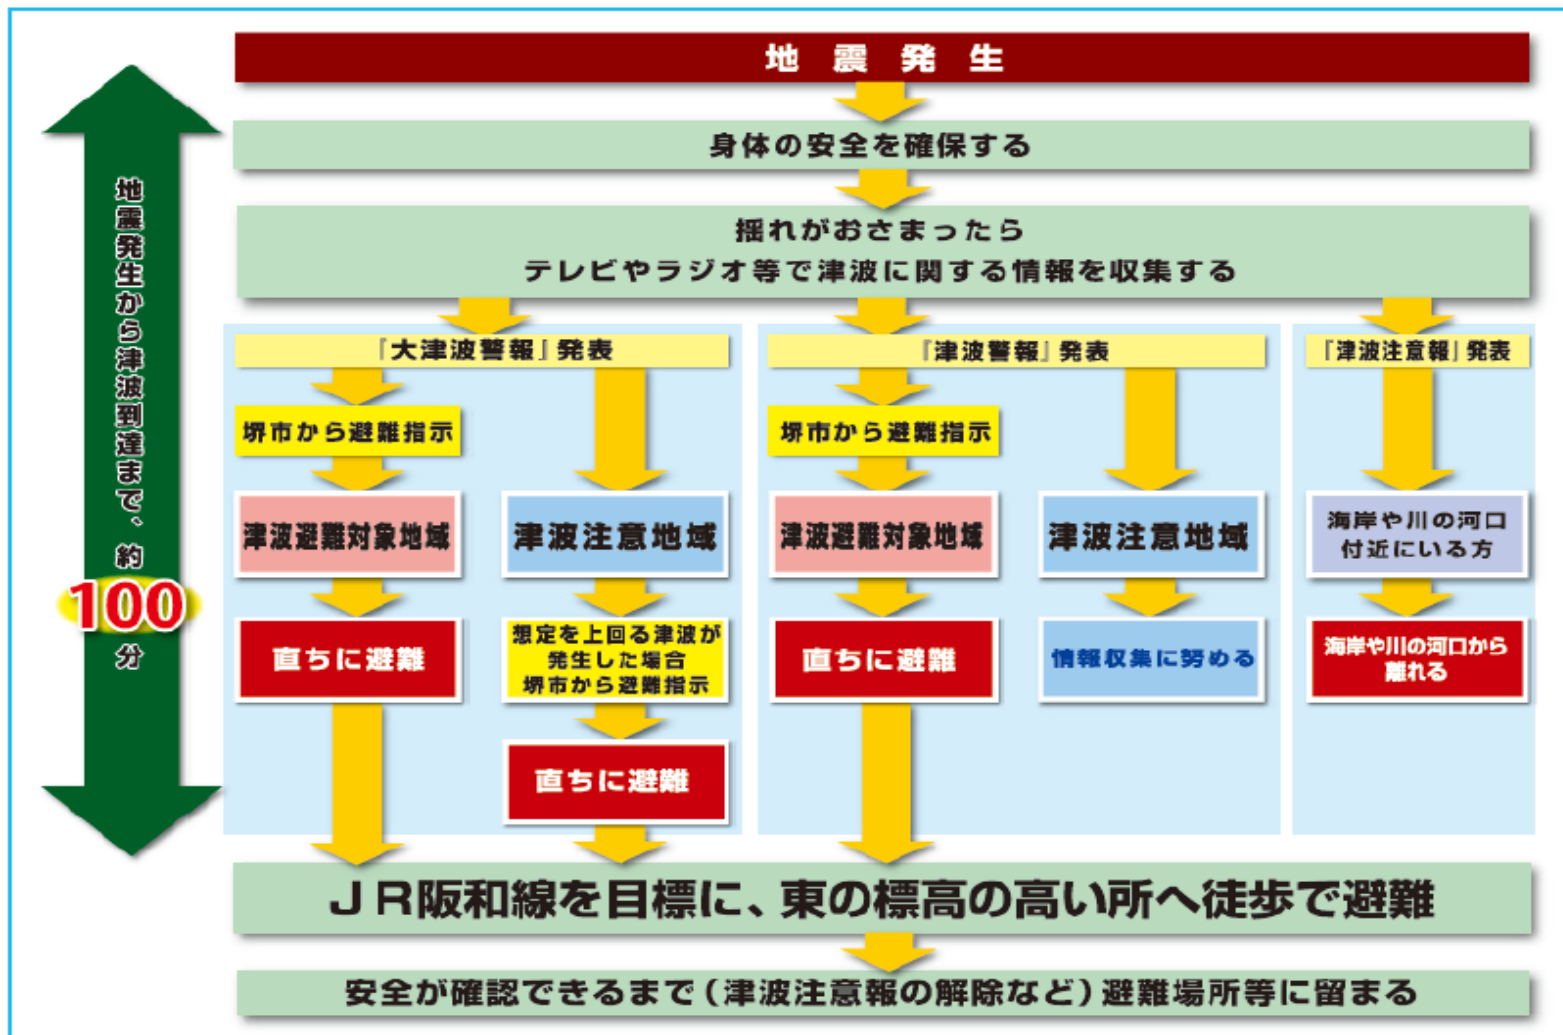 地震発生
身体の安全を確保する
揺れがおさまったら
テレビやラジオ等で津波に関する情報を収集する
地震発生から津波到達まで、約
100
分
『大津波警報』発表
堺市から避難指示
津波避難対象地域
直ちに避難
津波注意地域
想定を上回る津波が
発生した場合
堺市から避難指示
直ちに避難
『津波警報』発表
堺市から避難指示
津波避難対象地域
直ちに避難
津波注意地域
情報収集に努める
『津波注意報』発表
海岸や川の河口
付近にいる方
海岸や川の河口から
離れる
JR阪和線を目標に、東の標高の高い所へ徒歩で避難
安全が確認できるまで(津波注意報の解除など)避難場所等に留まる